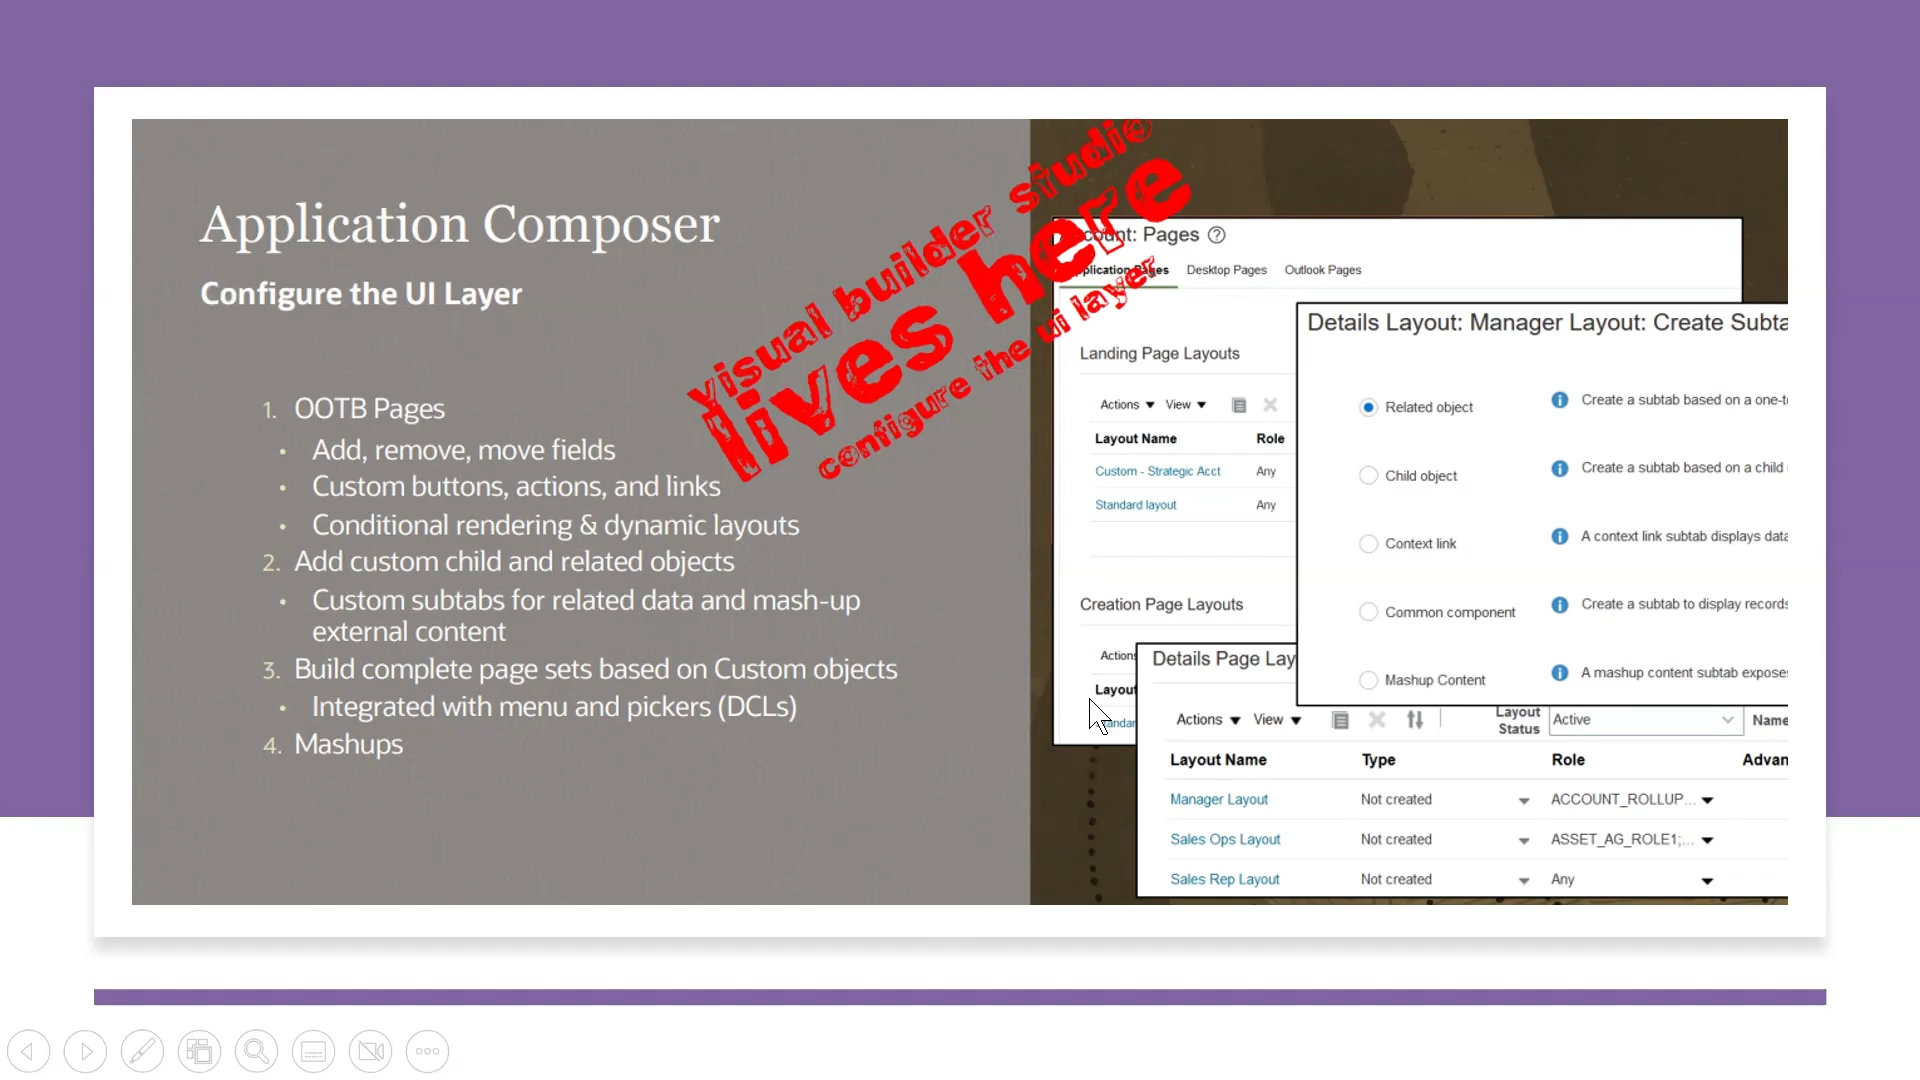 Application Composer
Configure the UI Layer
1. OOTB Pages
• Add, remove, move fields
• Custom buttons, actions, and links
• Conditional rendering & dynamic layouts
2. Add custom child and related objects
• Custom subtabs for related data and mash-up
external content
3. Build complete page sets based on Custom objects
• Integrated with menu and pickers (DCLs)
4. Mashups
Visual builder studio
lives here
configure the ui layer
count: Pages
pplication Pages Desktop Pages Outlook Pages
Landing Page Layouts
Actions View
Layout Name Role
Custom - Strategic Acct Any
Standard layout Any
Creation Page Layouts
Action
Layout
andar
Details Layout: Manager Layout: Create Subta
Related object Create a subtab based on a one-t
Child object Create a subtab based on a child
Context link A context link subtab displays data
Common component Create a subtab to display records
Mashup Content A mashup content subtab expose
Details Page Lay
Actions View Layout Status Active Name
Layout Name Type Role Advan
Manager Layout Not created ACCOUNT_ROLLUP...
Sales Ops Layout Not created ASSET_AG_ROLE1;...
Sales Rep Layout Not created Any